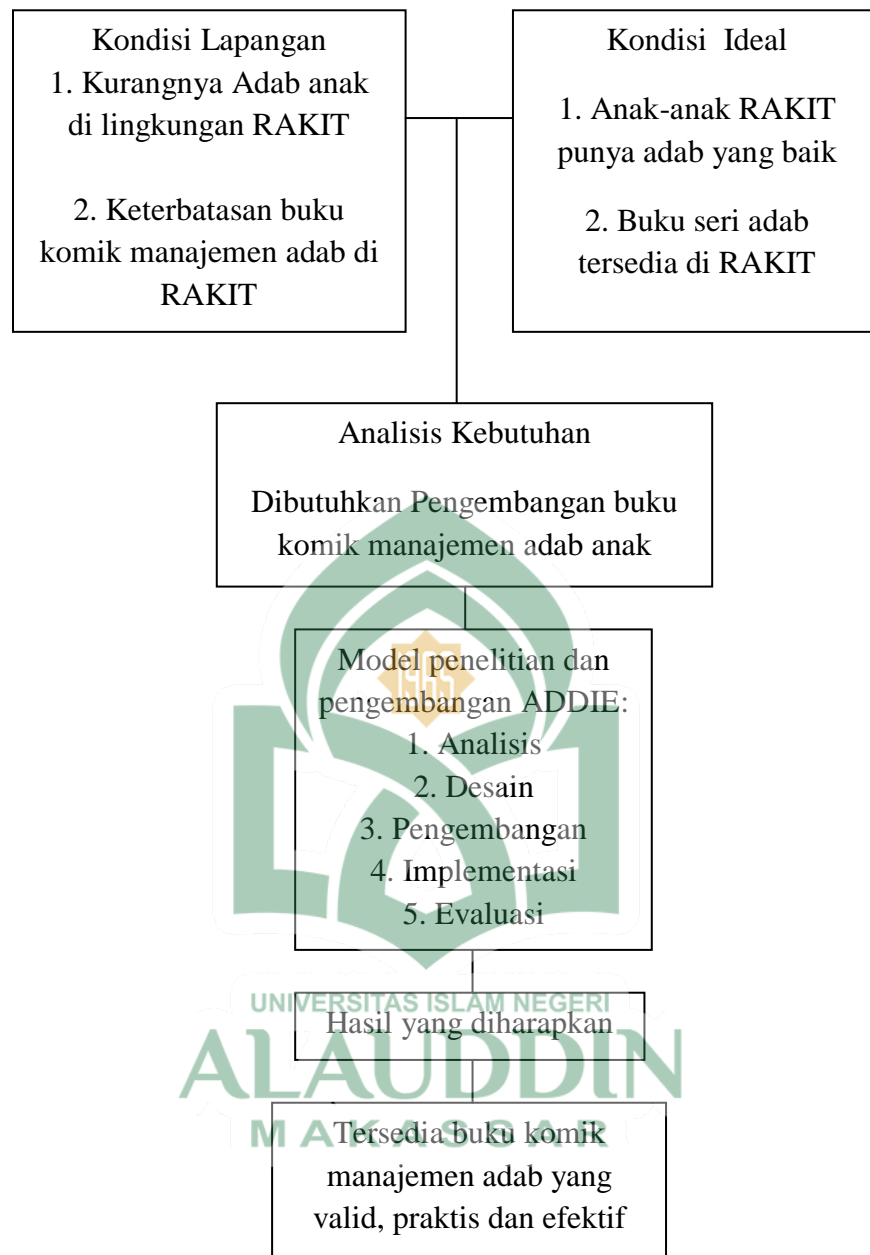 Kondisi Lapangan
1. Kurangnya Adab anak
di lingkungan RAKIT
2. Keterbatasan buku
komik manajemen adab di
RAKIT
Kondisi Ideal
1. Anak-anak RAKIT
punya adab yang baik
2. Buku seri adab
tersedia di RAKIT
Analisis Kebutuhan
Dibutuhkan Pengembangan buku
komik manajemen adab anak
Model penelitian dan
1965
pengembangan ADDIE:
1. Analisis
2. Desain
3. Pengembangan
4. Implementasi
5. Evaluasi
UNIVERSITAS ISLAM NEGERI
Hasil yang diharapkan
ALAUDDIN
MAKASSAR
Tersedia buku komik
manajemen adab yang
valid, praktis dan efektif